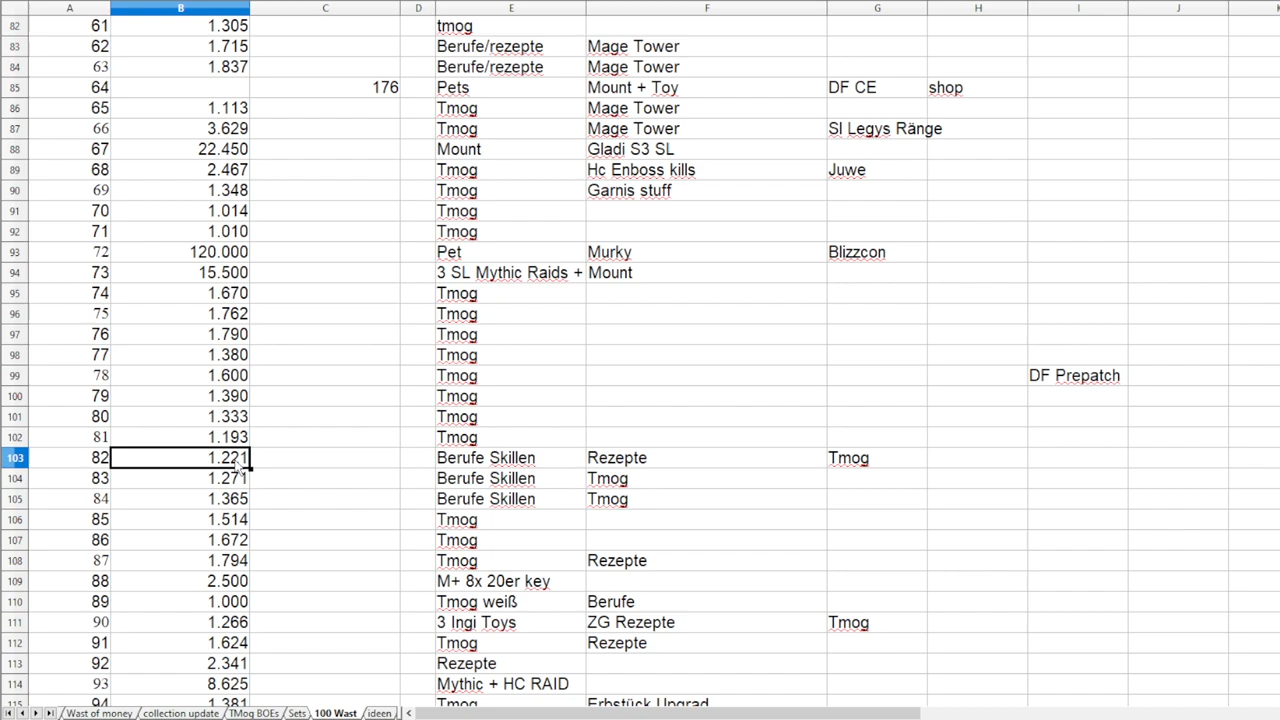 A B C D E F G H I J K
82 61 1.305 tmog
83 62 1.715 Berufe/rezepte Mage Tower
84 63 1.837 Berufe/rezepte Mage Tower
85 64 176 Pets Mount + Toy DF CE shop
86 65 1.113 Tmog Mage Tower
87 66 3.629 Tmog Mage Tower Sl Legys Ränge
88 67 22.450 Mount Gladi S3 SL
89 68 2.467 Tmog Hc Enboss kills Juwe
90 69 1.348 Tmog Garnis stuff
91 70 1.014 Tmog
92 71 1.010 Tmog
93 72 120.000 Pet Murky Blizzcon
94 73 15.500 3 SL Mythic Raids + Mount
95 74 1.670 Tmog
96 75 1.762 Tmog
97 76 1.790 Tmog
98 77 1.380 Tmog
99 78 1.600 Tmog DF Prepatch
100 79 1.390 Tmog
101 80 1.333 Tmog
102 81 1.193 Tmog
103 82 1.221 Berufe Skillen Rezepte Tmog
104 83 1.271 Berufe Skillen Tmog
105 84 1.365 Berufe Skillen Tmog
106 85 1.514 Tmog
107 86 1.672 Tmog
108 87 1.794 Tmog Rezepte
109 88 2.500 M+ 8x 20er key
110 89 1.000 Tmog weiß Berufe
111 90 1.266 3 Ingi Toys ZG Rezepte Tmog
112 91 1.624 Tmog Rezepte
113 92 2.341 Rezepte
114 93 8.625 Mythic + HC RAID
115 94 1.381 Tmog Erbstück Upgrad
Wast of money collection update TMog BOEs Sets 100 Wast ideen